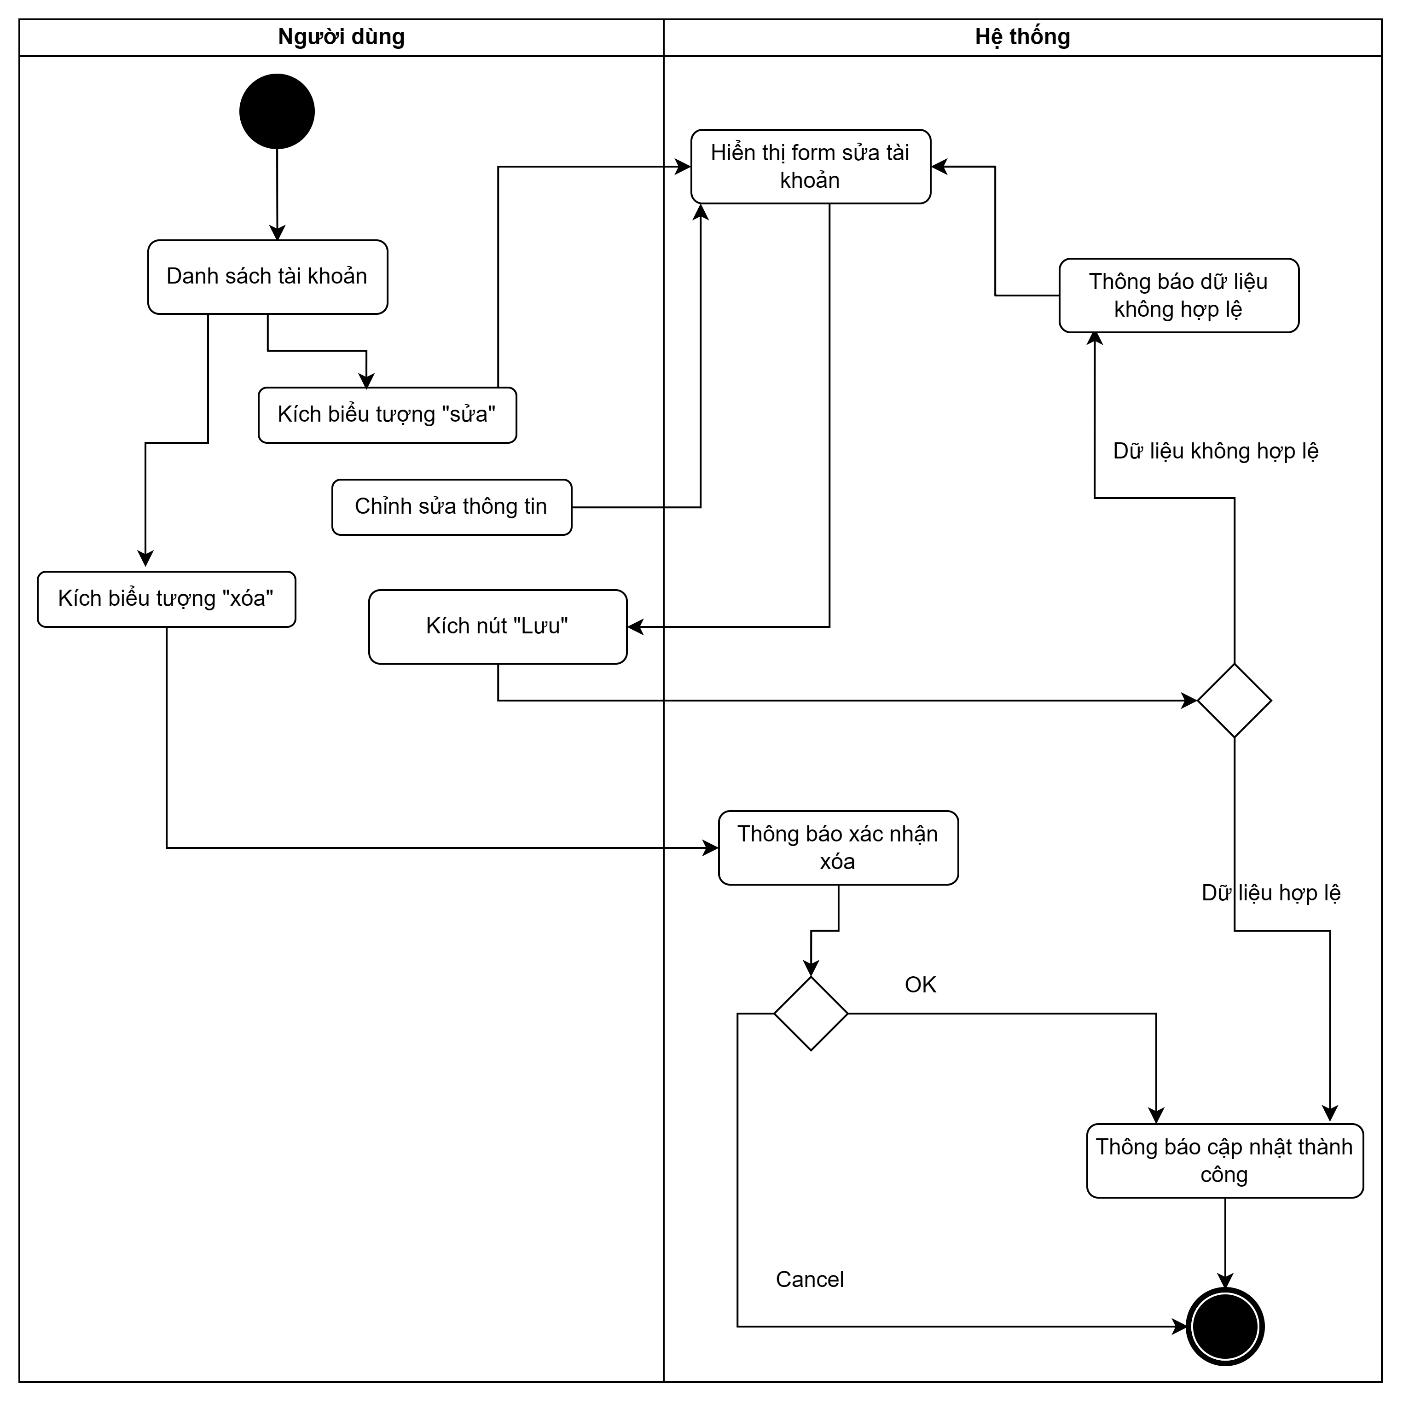 Người dùng
Hệ thống
Hiển thị form sửa tài
khoản
Danh sách tài khoản
Thông báo dữ liệu
không hợp lệ
Kích biểu tượng "sửa"
Dữ liệu không hợp lệ
Chỉnh sửa thông tin
Kích biểu tượng "xóa"
Kích nút "Lưu"
Thông báo xác nhận
xóa
Dữ liệu hợp lệ
OK
Thông báo cập nhật thành
công
Cancel